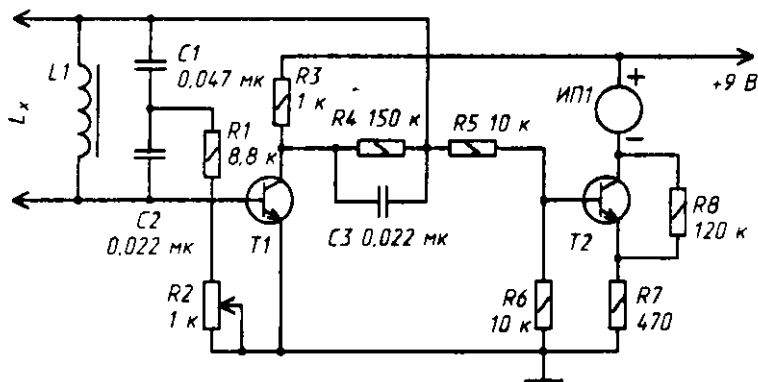 L1
C1
0,047 мк
Lx
R1
8,8 к
C2
0,022 мк
R2
1 к
R3
1 к
R4 150 к
R5 10 к
C3 0,022 мк
T1
ИП1
+
−
+9 В
T2
R8
120 к
R6
10 к
R7
470